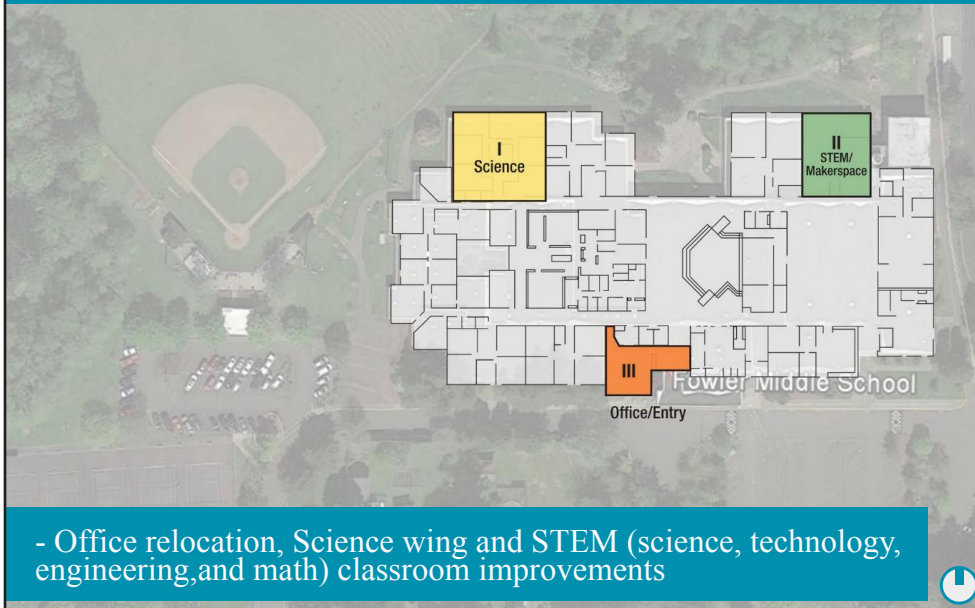 I
Science
II
STEM/
Makerspace
III
Fowler Middle School
Office/Entry
- Office relocation, Science wing and STEM (science, technology,
engineering,and math) classroom improvements